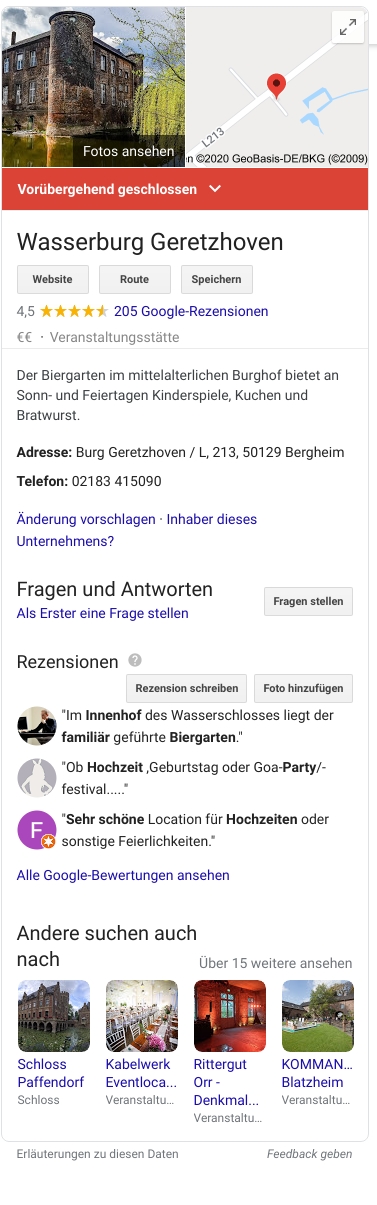 Fotos ansehen
L213
©2020 GeoBasis-DE/BKG (©2009)
Vorübergehend geschlossen
Wasserburg Geretzhoven
Website
Route
Speichern
4,5 205 Google-Rezensionen
€€ · Veranstaltungsstätte
Der Biergarten im mittelalterlichen Burghof bietet an
Sonn- und Feiertagen Kinderspiele, Kuchen und
Bratwurst.
Adresse: Burg Geretzhoven / L, 213, 50129 Bergheim
Telefon: 02183 415090
Änderung vorschlagen · Inhaber dieses
Unternehmens?
Fragen und Antworten
Fragen stellen
Als Erster eine Frage stellen
Rezensionen ?
Rezension schreiben
Foto hinzufügen
"Im Innenhof des Wasserschlosses liegt der
familiär geführte Biergarten."
"Ob Hochzeit ,Geburtstag oder Goa-Party/-
festival....."
F
"Sehr schöne Location für Hochzeiten oder
sonstige Feierlichkeiten."
Alle Google-Bewertungen ansehen
Andere suchen auch
nach
Über 15 weitere ansehen
Schloss
Paffendorf
Schloss
Kabelwerk
Eventloca...
Veranstaltu...
Rittergut
Orr -
Denkmal...
Veranstaltu...
KOMMAN...
Blatzheim
Veranstaltu...
Erläuterungen zu diesen Daten
Feedback geben